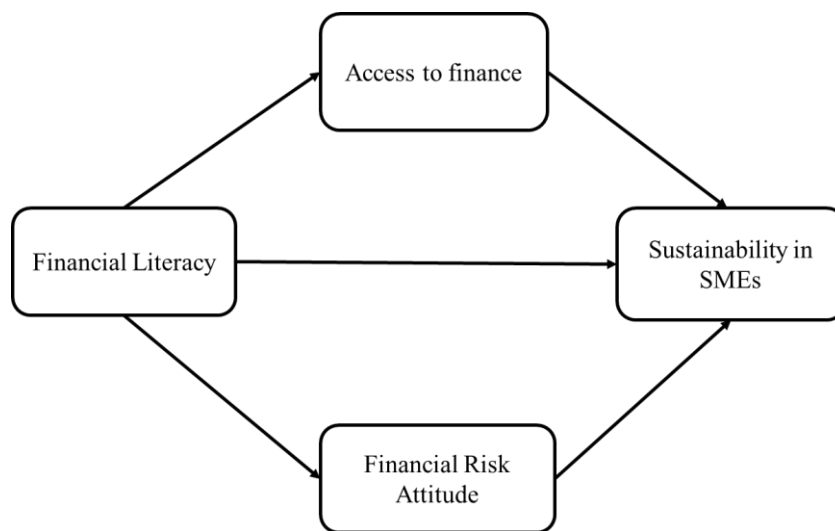 Access to finance
Financial Literacy
Sustainability in
SMEs
Financial Risk
Attitude